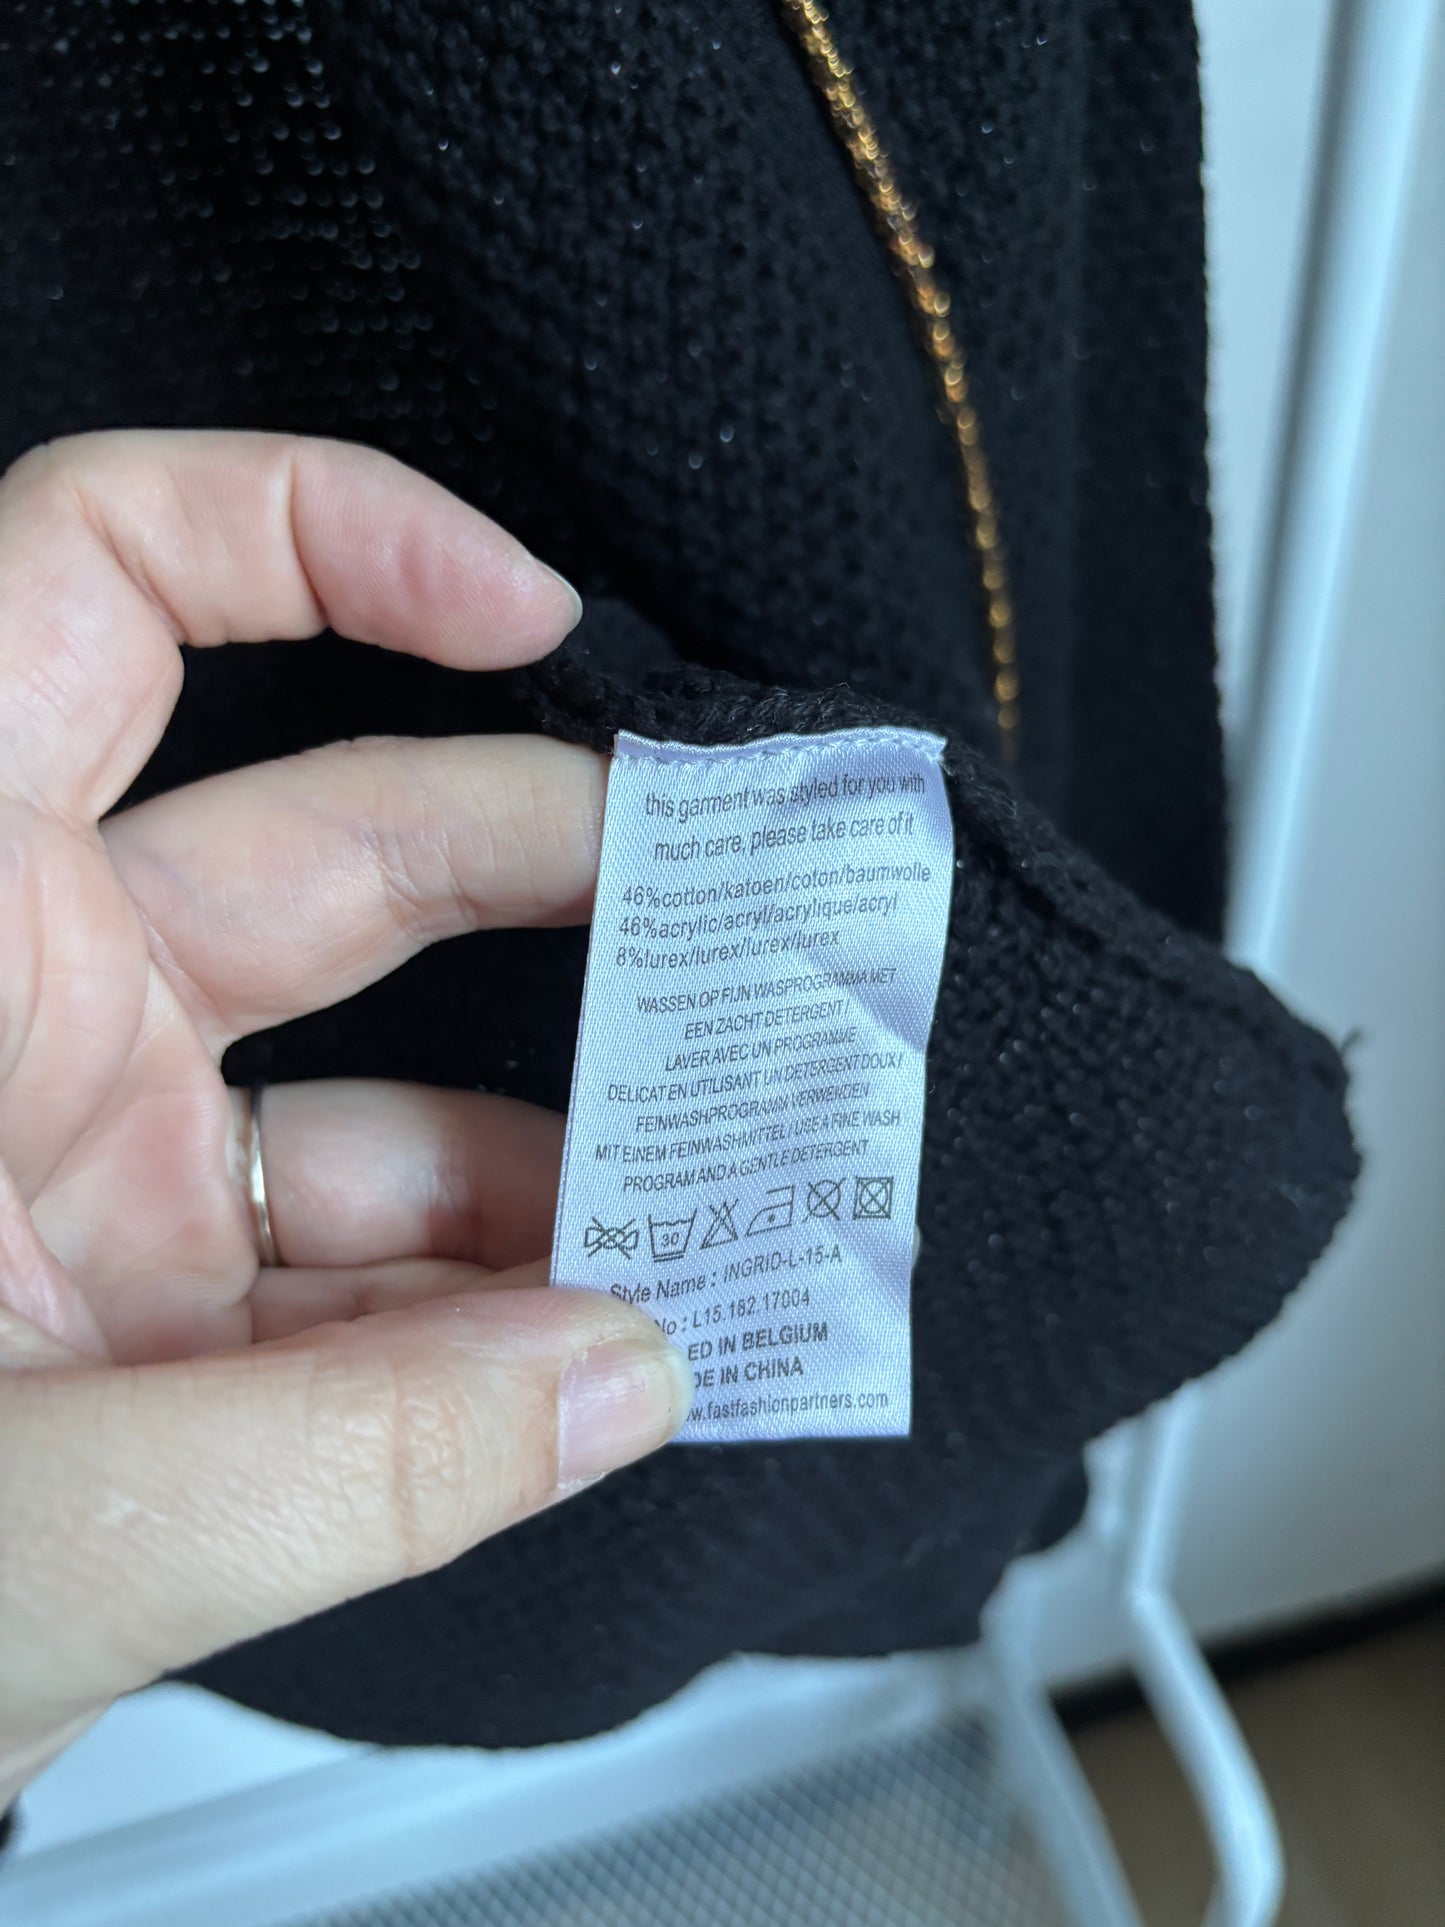 this garment was styled for you with
much care, please take care of it
46%cotton/katoen/coton/baumwolle
46%acrylic/acryl/acrylique/acryl
8%lurex/lurex/lurex/lurex
WASSEN OP FIJN WASPROGRAMMA MET
EEN ZACHT DETERGENT /
LAVER AVEC UN PROGRAMME
DELICAT EN UTILISANT UN DETERGENT DOUX /
FEINWASHPROGRAMM VERWENDEN
MIT EINEM FEINWASHMITTEL / USE A FINE WASH
PROGRAM AND A GENTLE DETERGENT
30
Style Name : INGRID-L-15-A
No : L15.182.17004
ED IN BELGIUM
DE IN CHINA
w.fastfashionpartners.com